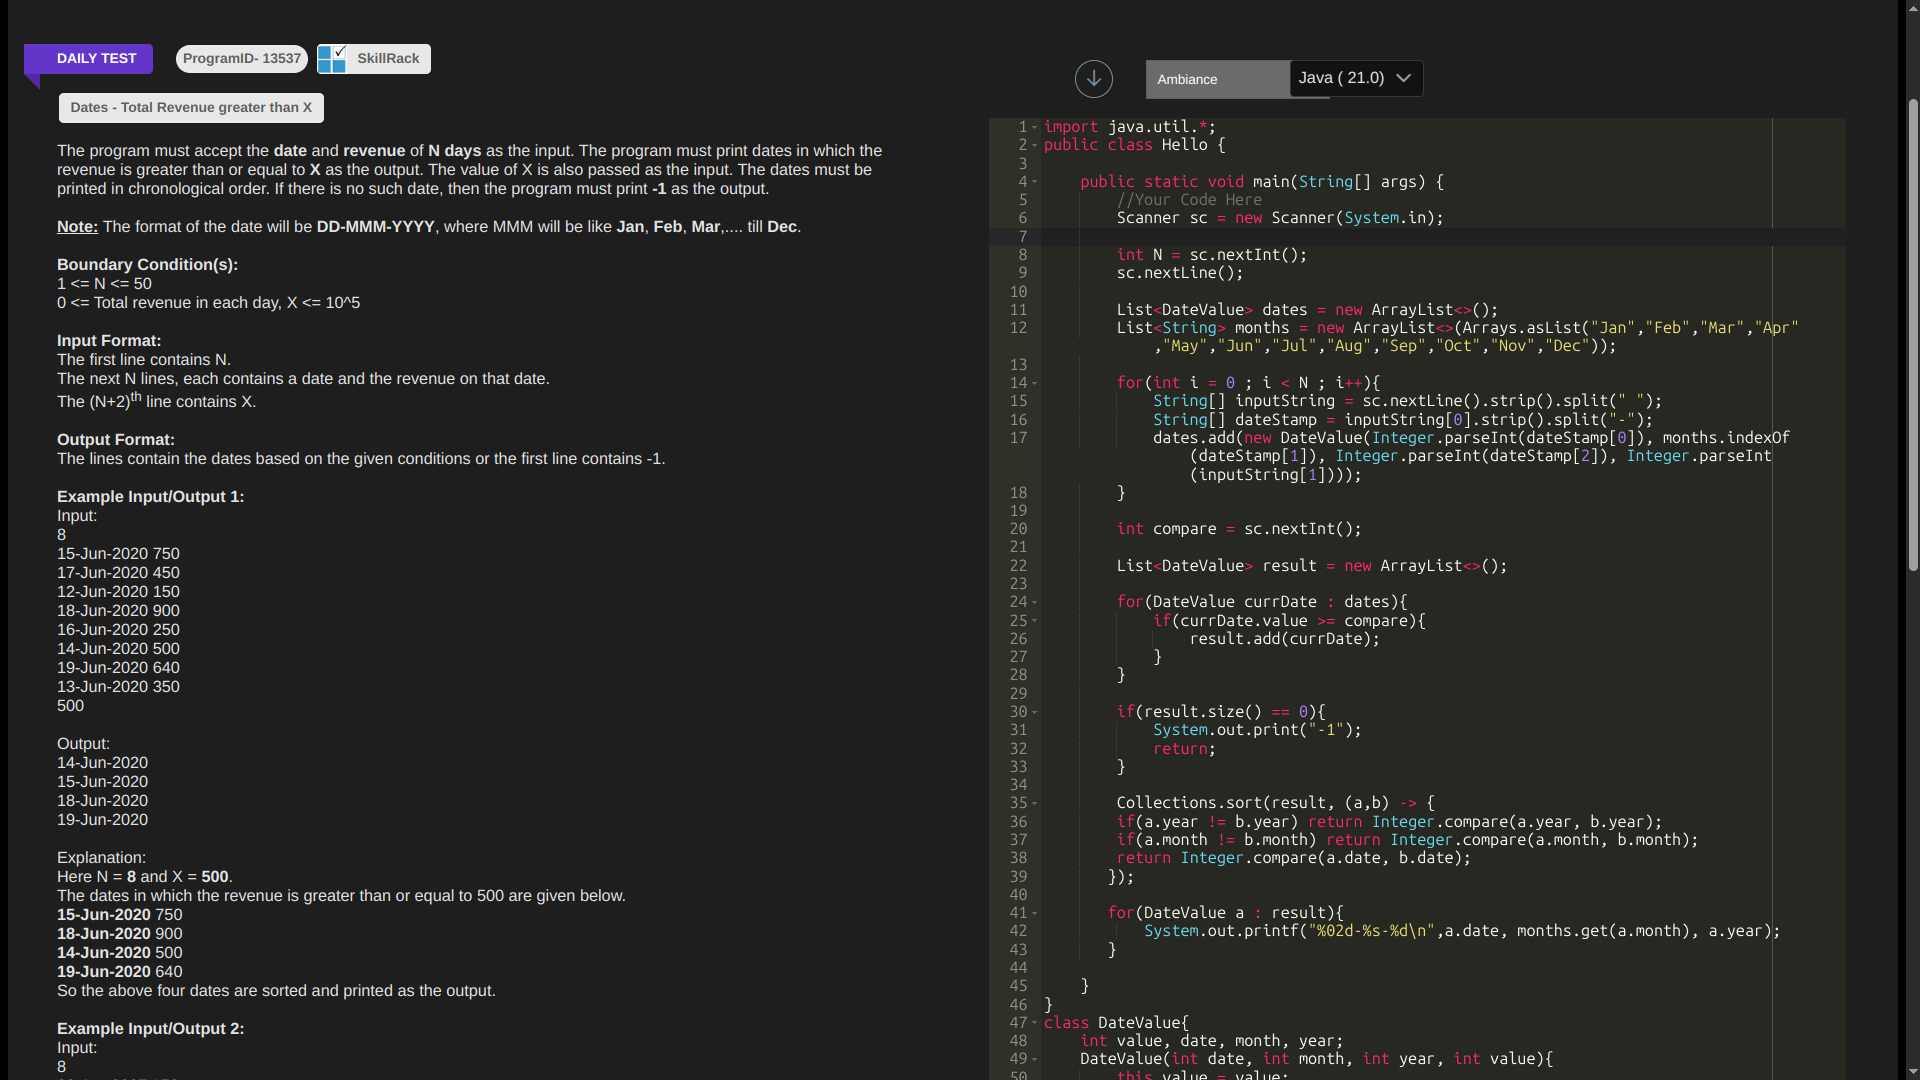 DAILY TEST
ProgramID- 13537
SkillRack
Dates - Total Revenue greater than X
The program must accept the date and revenue of N days as the input. The program must print dates in which the
revenue is greater than or equal to X as the output. The value of X is also passed as the input. The dates must be
printed in chronological order. If there is no such date, then the program must print -1 as the output.
Note: The format of the date will be DD-MMM-YYYY, where MMM will be like Jan, Feb, Mar,.... till Dec.
Boundary Condition(s):
1 <= N <= 50
0 <= Total revenue in each day, X <= 10^5
Input Format:
The first line contains N.
The next N lines, each contains a date and the revenue on that date.
The (N+2)th line contains X.
Output Format:
The lines contain the dates based on the given conditions or the first line contains -1.
Example Input/Output 1:
Input:
8
15-Jun-2020 750
17-Jun-2020 450
12-Jun-2020 150
18-Jun-2020 900
16-Jun-2020 250
14-Jun-2020 500
19-Jun-2020 640
13-Jun-2020 350
500
Output:
14-Jun-2020
15-Jun-2020
18-Jun-2020
19-Jun-2020
Explanation:
Here N = 8 and X = 500.
The dates in which the revenue is greater than or equal to 500 are given below.
15-Jun-2020 750
18-Jun-2020 900
14-Jun-2020 500
19-Jun-2020 640
So the above four dates are sorted and printed as the output.
Example Input/Output 2:
Input:
8
Ambiance
Java ( 21.0)
1 import java.util.*;
2 public class Hello {
3
4 public static void main(String[] args) {
5 //Your Code Here
6 Scanner sc = new Scanner(System.in);
7
8 int N = sc.nextInt();
9 sc.nextLine();
10
11 List<DateValue> dates = new ArrayList<>();
12 List<String> months = new ArrayList<>(Arrays.asList("Jan","Feb","Mar","Apr"
,"May","Jun","Jul","Aug","Sep","Oct","Nov","Dec"));
13
14 for(int i = 0 ; i < N ; i++){
15 String[] inputString = sc.nextLine().strip().split(" ");
16 String[] dateStamp = inputString[0].strip().split("-");
17 dates.add(new DateValue(Integer.parseInt(dateStamp[0]), months.indexOf
(dateStamp[1]), Integer.parseInt(dateStamp[2]), Integer.parseInt
(inputString[1])));
18 }
19
20 int compare = sc.nextInt();
21
22 List<DateValue> result = new ArrayList<>();
23
24 for(DateValue currDate : dates){
25 if(currDate.value >= compare){
26 result.add(currDate);
27 }
28 }
29
30 if(result.size() == 0){
31 System.out.print("-1");
32 return;
33 }
34
35 Collections.sort(result, (a,b) -> {
36 if(a.year != b.year) return Integer.compare(a.year, b.year);
37 if(a.month != b.month) return Integer.compare(a.month, b.month);
38 return Integer.compare(a.date, b.date);
39 });
40
41 for(DateValue a : result){
42 System.out.printf("%02d-%s-%d\n",a.date, months.get(a.month), a.year);
43 }
44
45 }
46 }
47 class DateValue{
48 int value, date, month, year;
49 DateValue(int date, int month, int year, int value){
50 this.value = value;